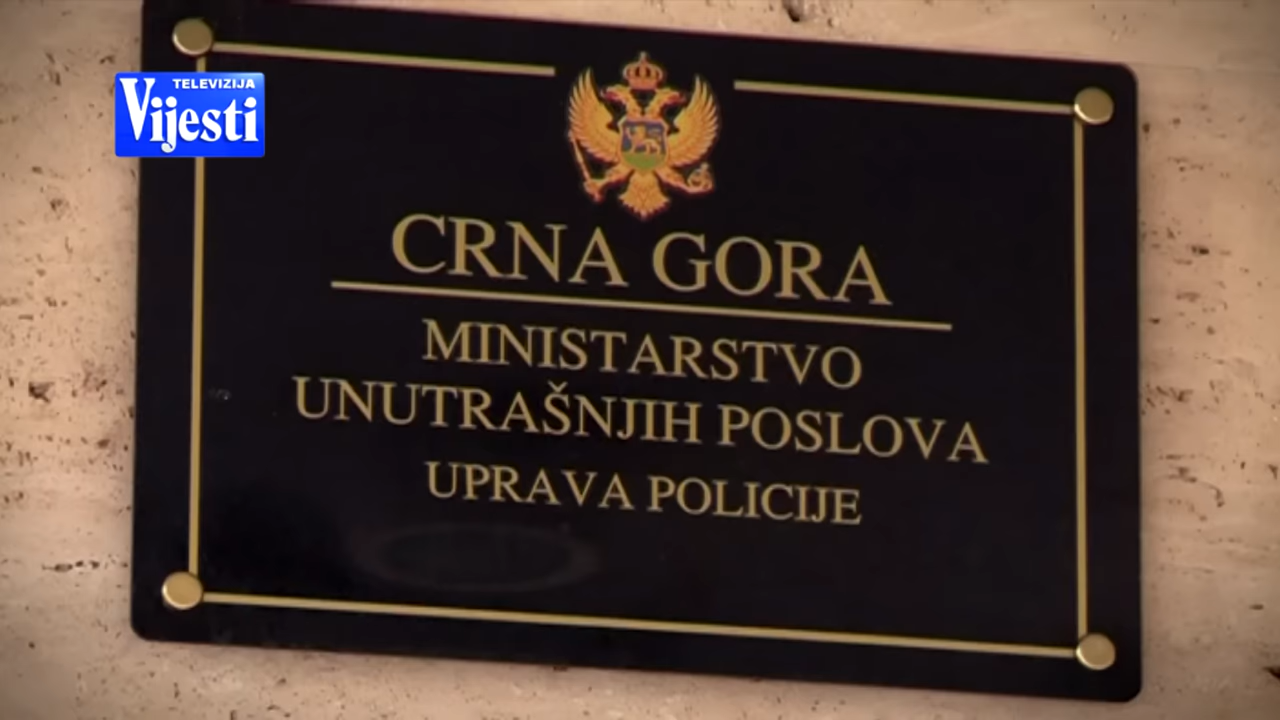 TELEVIZIJA
Vijesti
CRNA GORA
MINISTARSTVO
UNUTRAŠNJIH POSLOVA
UPRAVA POLICIJE